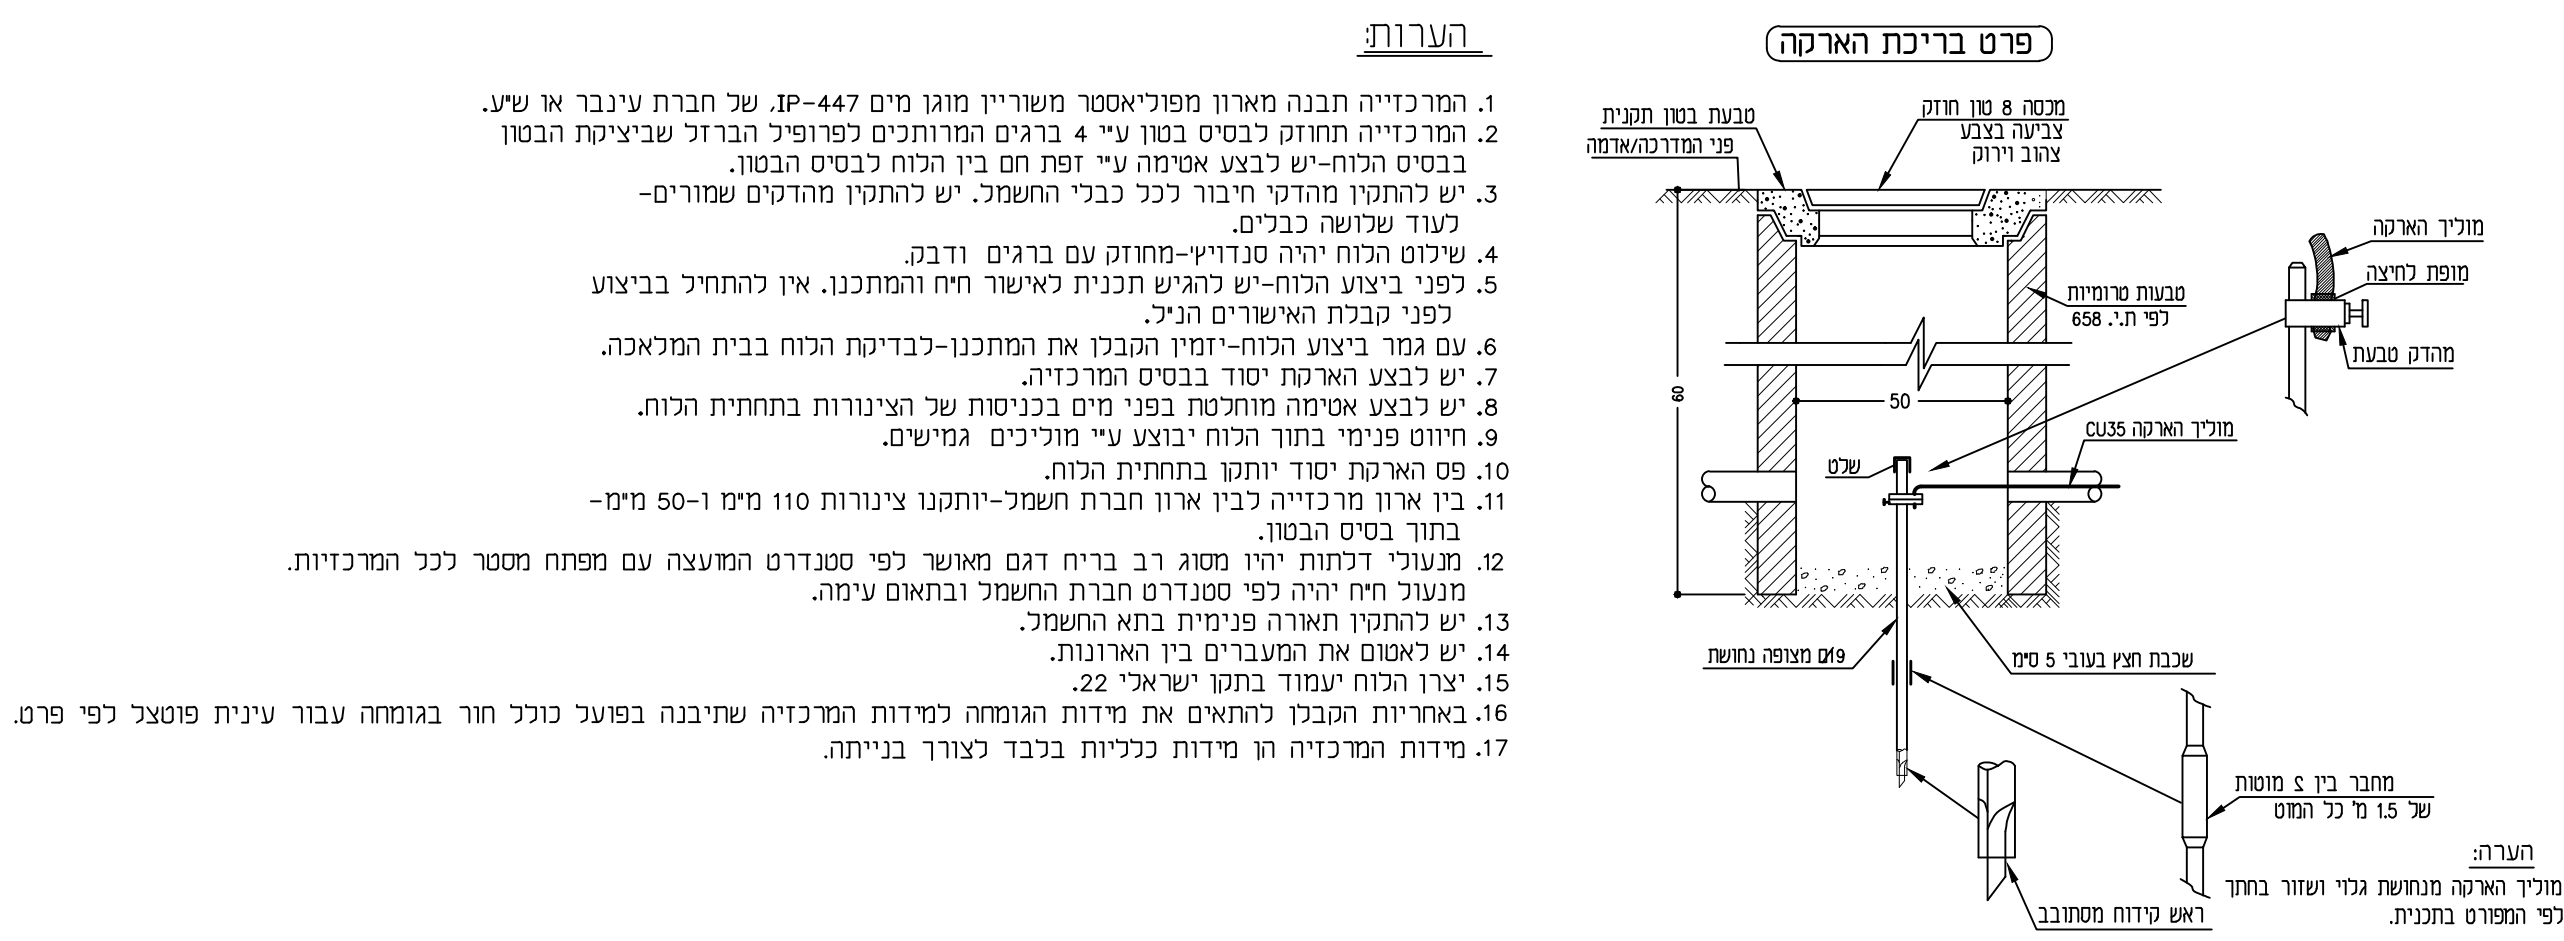 הערות:
1. המרכזייה תבנה מארון מפוליאסטר משוריין מוגן מים IP-447, של חברת עינבר או ש"ע.
2. המרכזייה תחוזק לבסיס בטון ע"י 4 ברגים המרותכים לפרופיל הברזל שביציקת הבטון
בבסיס הלוח-יש לבצע אטימה ע"י זפת חם בין הלוח לבסיס הבטון.
3. יש להתקין מהדקי חיבור לכל כבלי החשמל. יש להתקין מהדקים שמורים-
לעוד שלושה כבלים.
4. שילוט הלוח יהיה סנדויץ'-מחוזק עם ברגים ודבק.
5. לפני ביצוע הלוח-יש להגיש תכנית לאישור ח"ח והמתכנן. אין להתחיל בביצוע
לפני קבלת האישורים הנ"ל.
6. עם גמר ביצוע הלוח-יזמין הקבלן את המתכנן-לבדיקת הלוח בבית המלאכה.
7. יש לבצע הארקת יסוד בבסיס המרכזיה.
8. יש לבצע אטימה מוחלטת בפני מים בכניסות של הצינורות בתחתית הלוח.
9. חיווט פנימי בתוך הלוח יבוצע ע"י מוליכים גמישים.
10. פס הארקת יסוד יותקן בתחתית הלוח.
11. בין ארון מרכזייה לבין ארון חברת חשמל-יותקנו צינורות 110 מ"מ ו-50 מ"מ-
בתוך בסיס הבטון.
12. מנעולי דלתות יהיו מסוג רב בריח דגם מאושר לפי סטנדרט המועצה עם מפתח מסטר לכל המרכזיות.
מנעול ח"ח יהיה לפי סטנדרט חברת החשמל ובתאום עימה.
13. יש להתקין תאורה פנימית בתא החשמל.
14. יש לאטום את המעברים בין הארונות.
15. יצרן הלוח יעמוד בתקן ישראלי 22.
16. באחריות הקבלן להתאים את מידות הגומחה למידות המרכזיה שתיבנה בפועל כולל חור בגומחה עבור עינית פוטצל לפי פרט.
17. מידות המרכזיה הן מידות כלליות בלבד לצורך בנייתה.
פרט בריכת הארקה
מכסה 8 טון חוזק
צביעה בצבע
צהוב וירוק
טבעת בטון תקנית
פני המדרכה/אדמה
מוליך הארקה
מופת לחיצה
מהדק טבעת
טבעות טרומיות
לפי ת.י. 658
60
50
מוליך הארקה CU35
שלט
מצופה נחושת
שכבת חצץ בעובי 5 ס"מ
מחבר בין 2 מוטות
של 1.5 מ' כל המוט
ראש קידוח מסתובב
הערה:
מוליך הארקה מנחושת גלוי ושזור בחתך
לפי המפורט בתכנית.